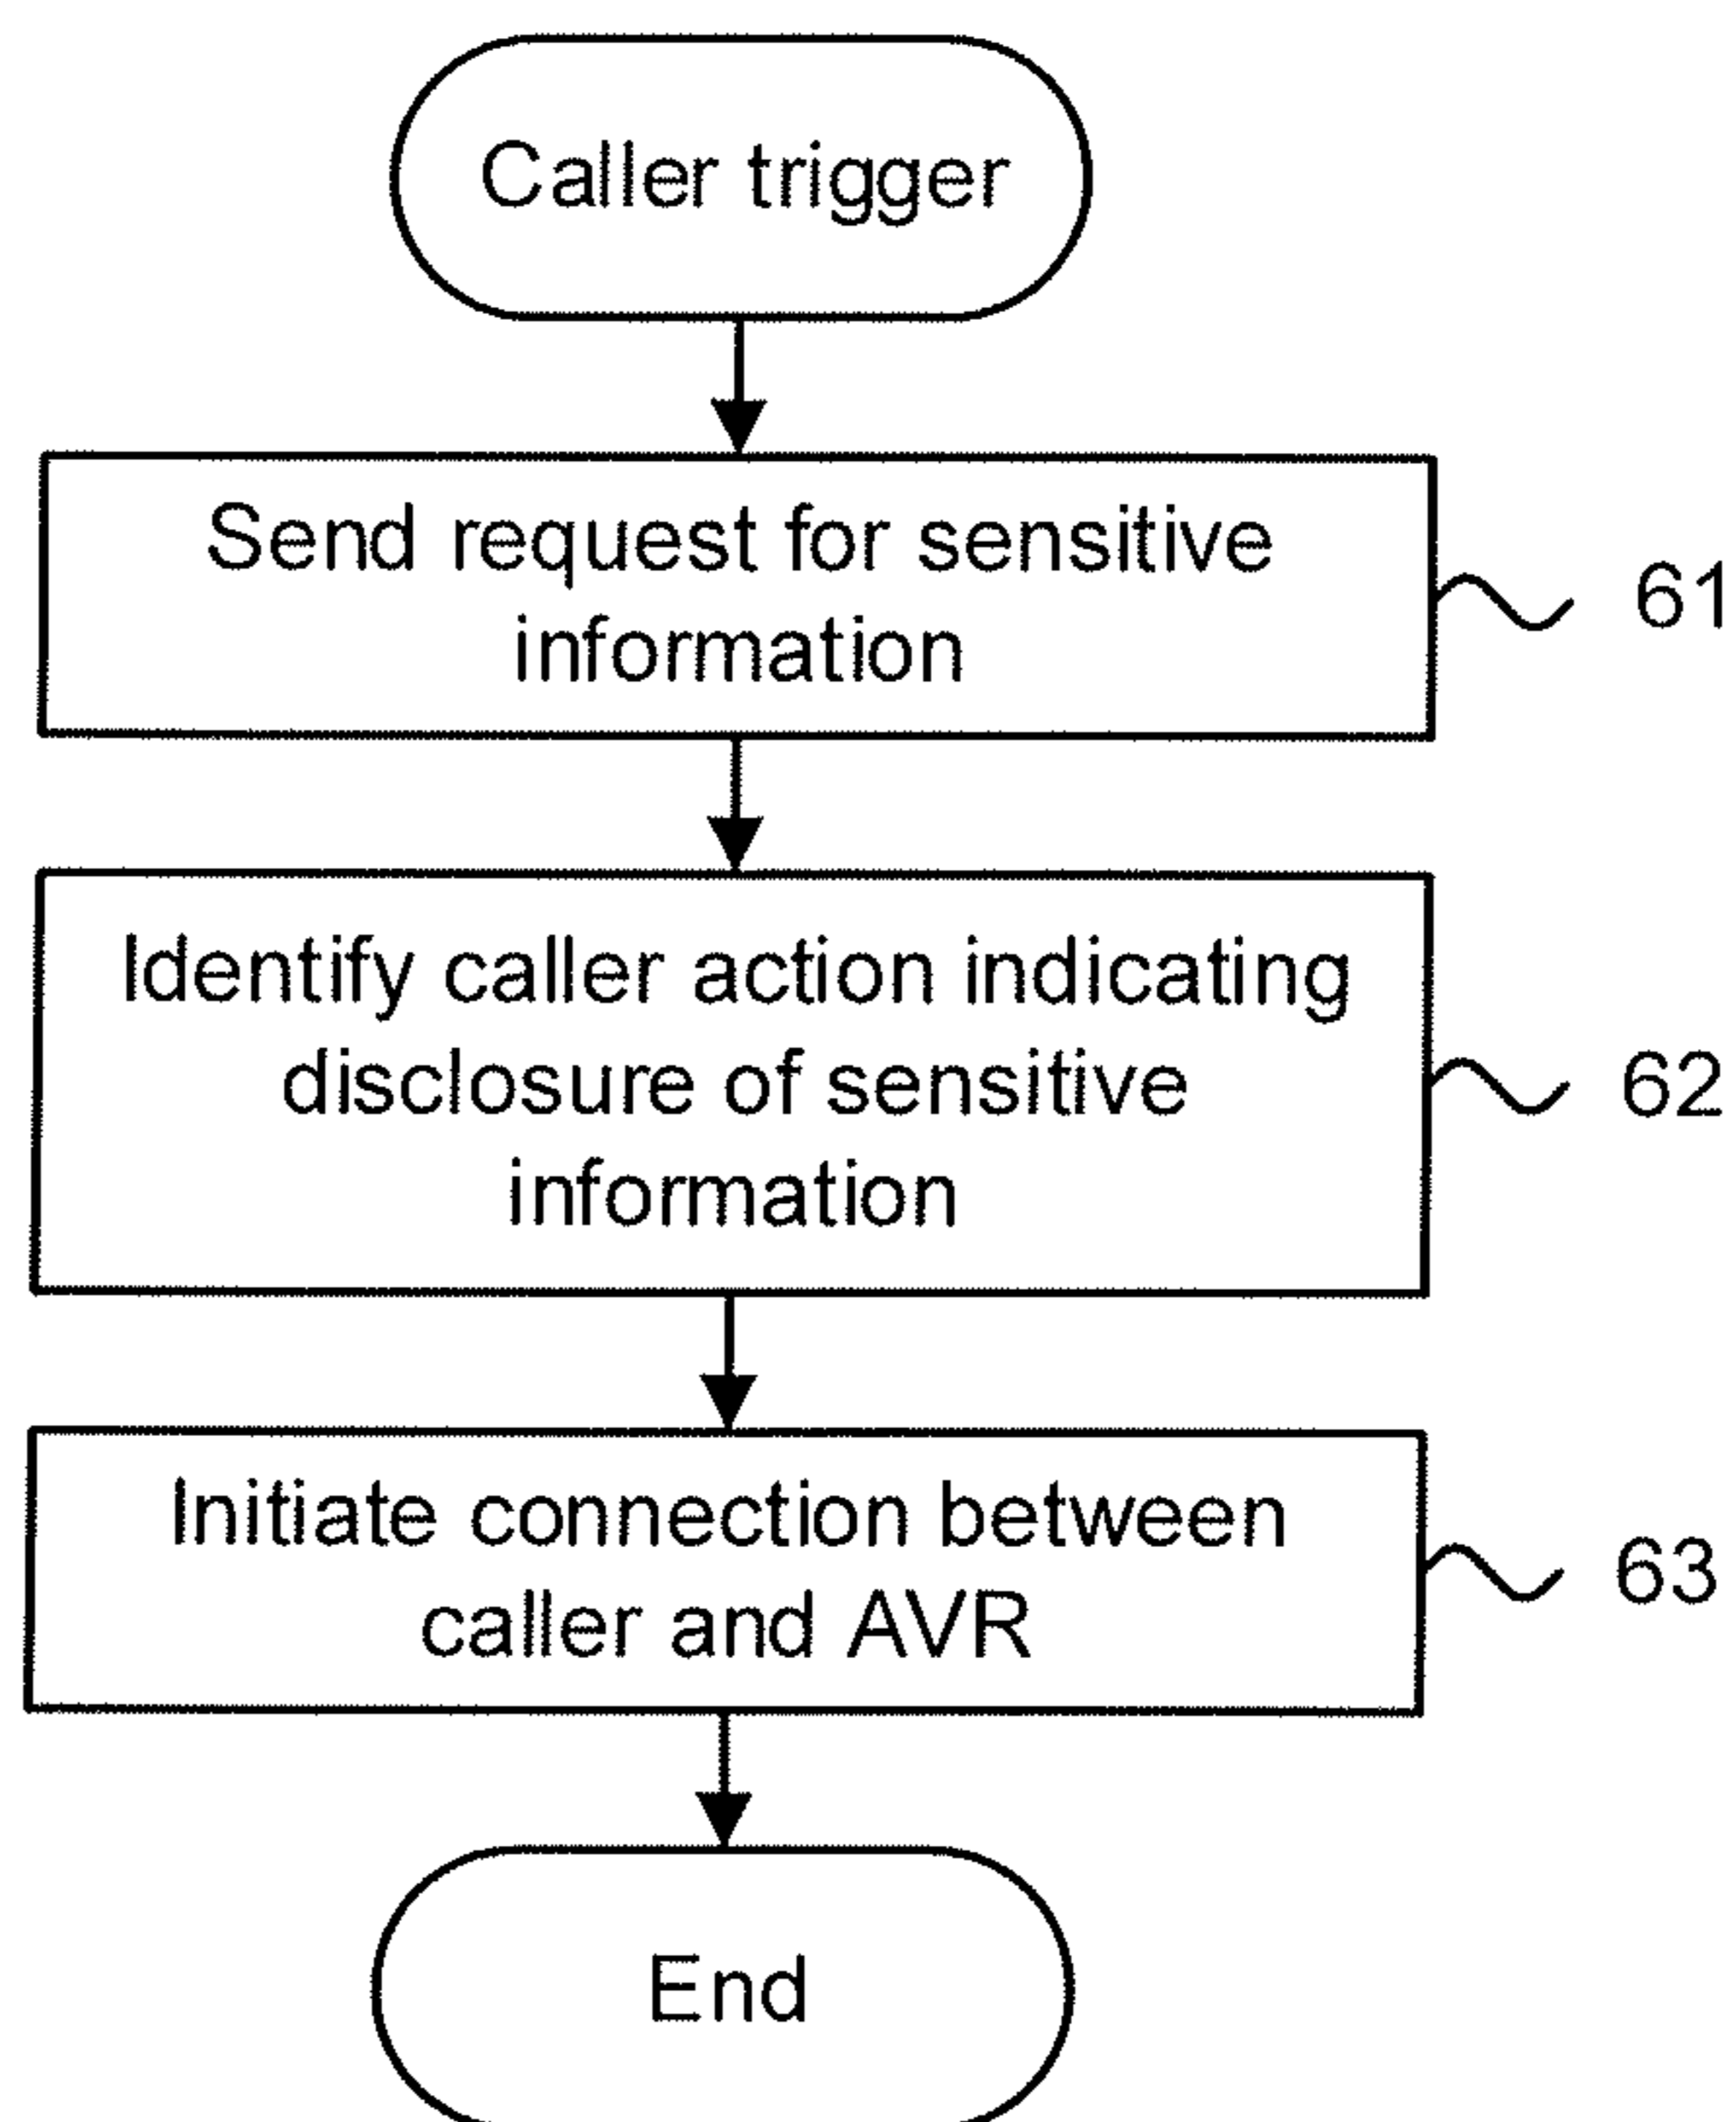 Caller trigger
Send request for sensitive
information
61
Identify caller action indicating
disclosure of sensitive
information
62
Initiate connection between
caller and AVR
63
End